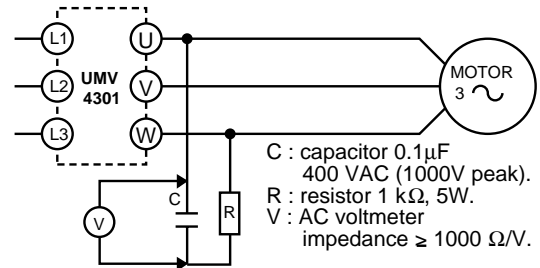 L1
U
L2
UMV
4301
V
MOTOR
3
L3
W
C : capacitor 0.1μF
400 VAC (1000V peak).
R : resistor 1 kΩ, 5W.
V : AC voltmeter
impedance ≥ 1000 Ω/V.
C
R
V